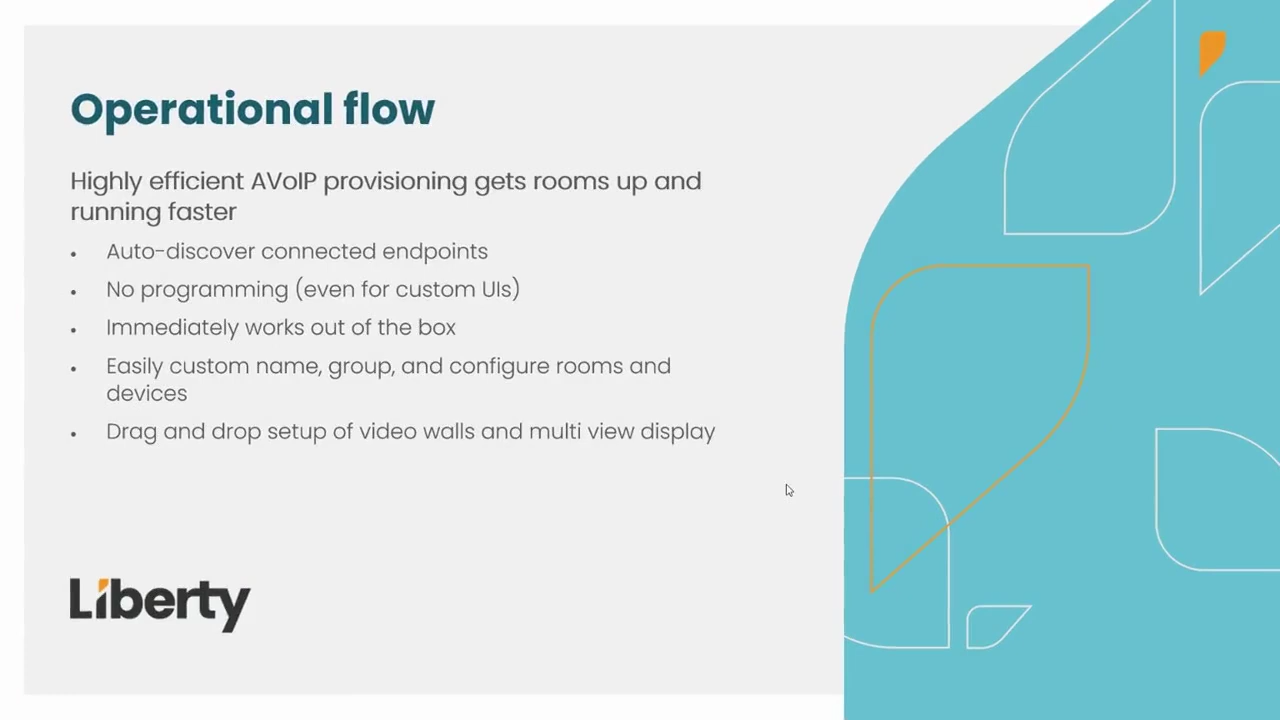 Operational flow
Highly efficient AVoIP provisioning gets rooms up and
running faster
• Auto-discover connected endpoints
• No programming (even for custom UIs)
• Immediately works out of the box
• Easily custom name, group, and configure rooms and
devices
• Drag and drop setup of video walls and multi view display
Liberty